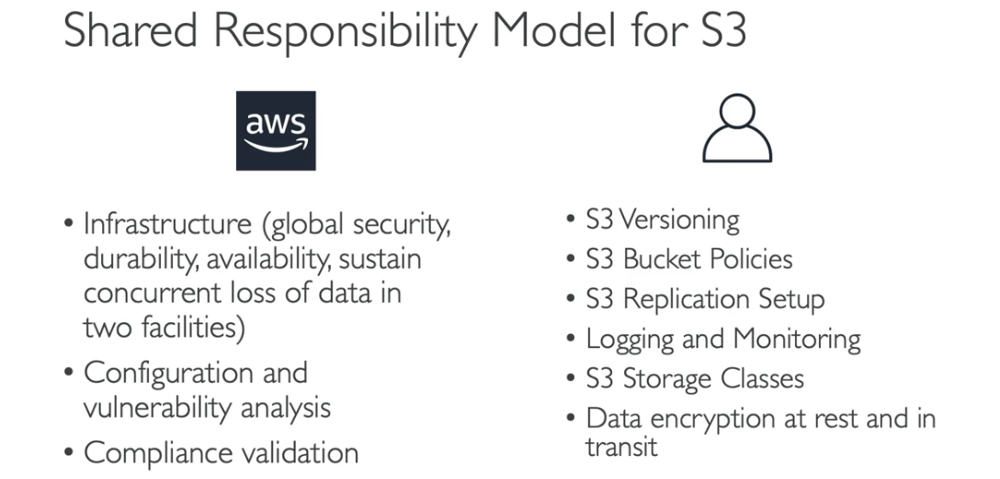 Shared Responsibility Model for S3
aws
• Infrastructure (global security,
durability, availability, sustain
concurrent loss of data in
two facilities)
• Configuration and
vulnerability analysis
• Compliance validation
• S3 Versioning
• S3 Bucket Policies
• S3 Replication Setup
• Logging and Monitoring
• S3 Storage Classes
• Data encryption at rest and in
transit